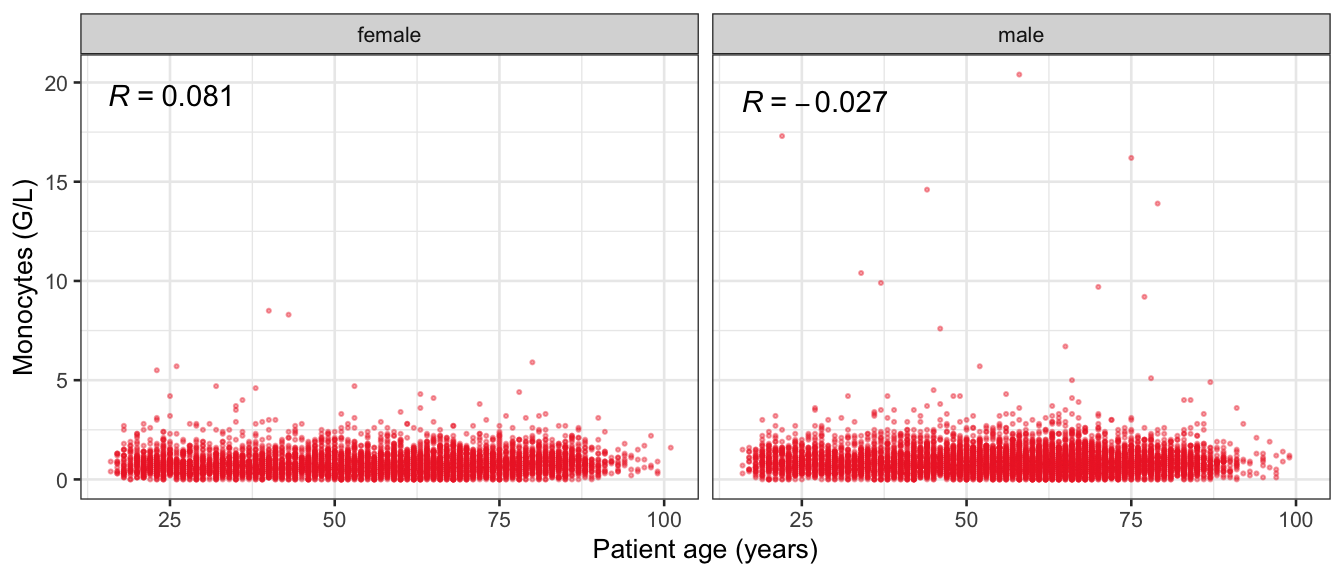 female
male
R = 0.081
R = −0.027
Monocytes (G/L)
20
15
10
5
0
25 50 75 100
25 50 75 100
Patient age (years)